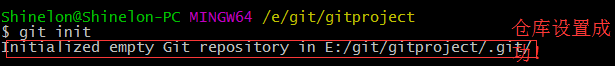 Shinelon@Shinelon-PC MINGW64 /e/git/gitproject
$ git init
Initialized empty Git repository in E:/git/gitproject/.git/
仓库设置成
功